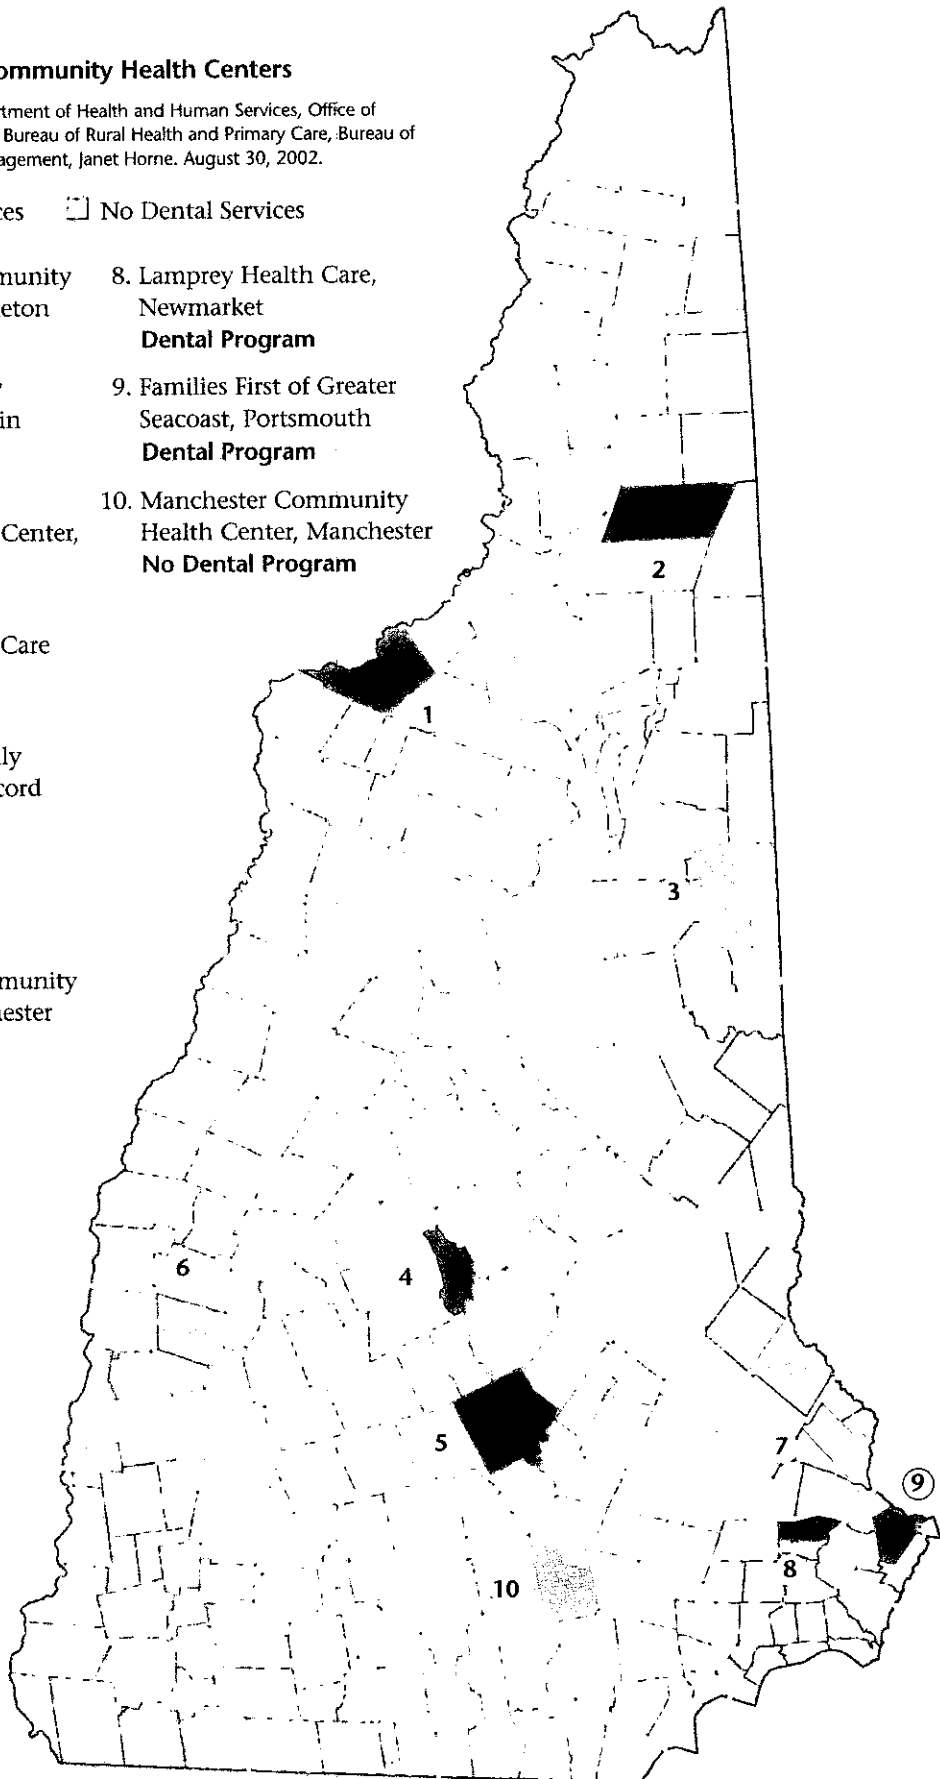 ommunity Health Centers
tment of Health and Human Services, Office of
Bureau of Rural Health and Primary Care, Bureau of
agement, Janet Horne. August 30, 2002.
ces No Dental Services
munity
eton
in
Center,
Care
ly
cord
munity
ester
8. Lamprey Health Care,
Newmarket
Dental Program
9. Families First of Greater
Seacoast, Portsmouth
Dental Program
10. Manchester Community
Health Center, Manchester
No Dental Program
2
1
3
6
4
5
7
9
8
10